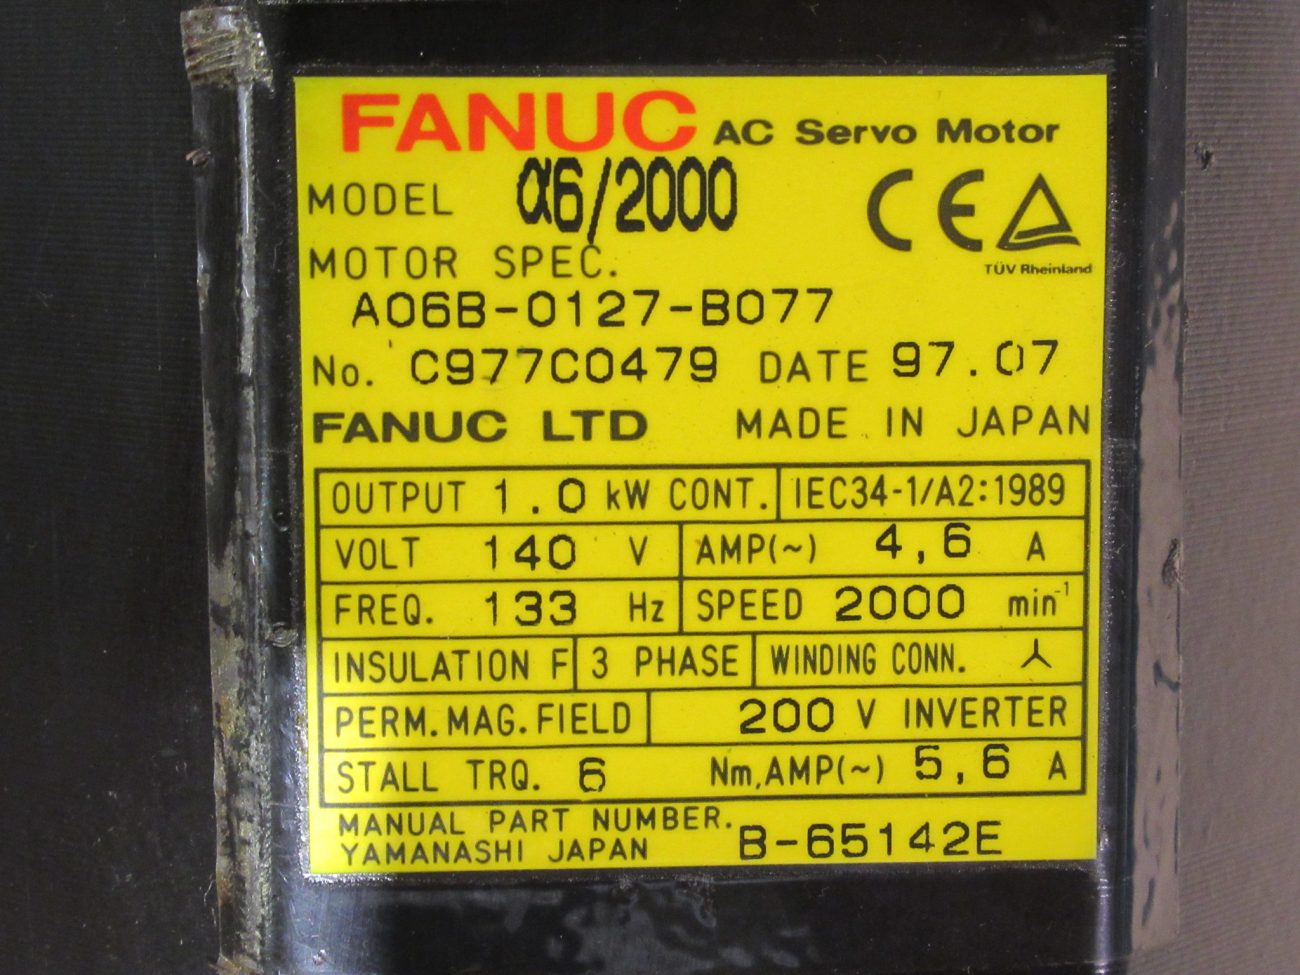 FANUC AC Servo Motor
MODEL α6/2000
CE
TÜV Rheinland
MOTOR SPEC.
A06B-0127-B077
No. C977C0479 DATE 97.07
FANUC LTD MADE IN JAPAN
OUTPUT 1.0 kW CONT. IEC34-1/A2:1989
VOLT 140 V AMP(~) 4,6 A
FREQ. 133 Hz SPEED 2000 min⁻¹
INSULATION F 3 PHASE WINDING CONN.
PERM.MAG.FIELD 200 V INVERTER
STALL TRQ. 6 Nm,AMP(~) 5,6 A
MANUAL PART NUMBER. B-65142E
YAMANASHI JAPAN